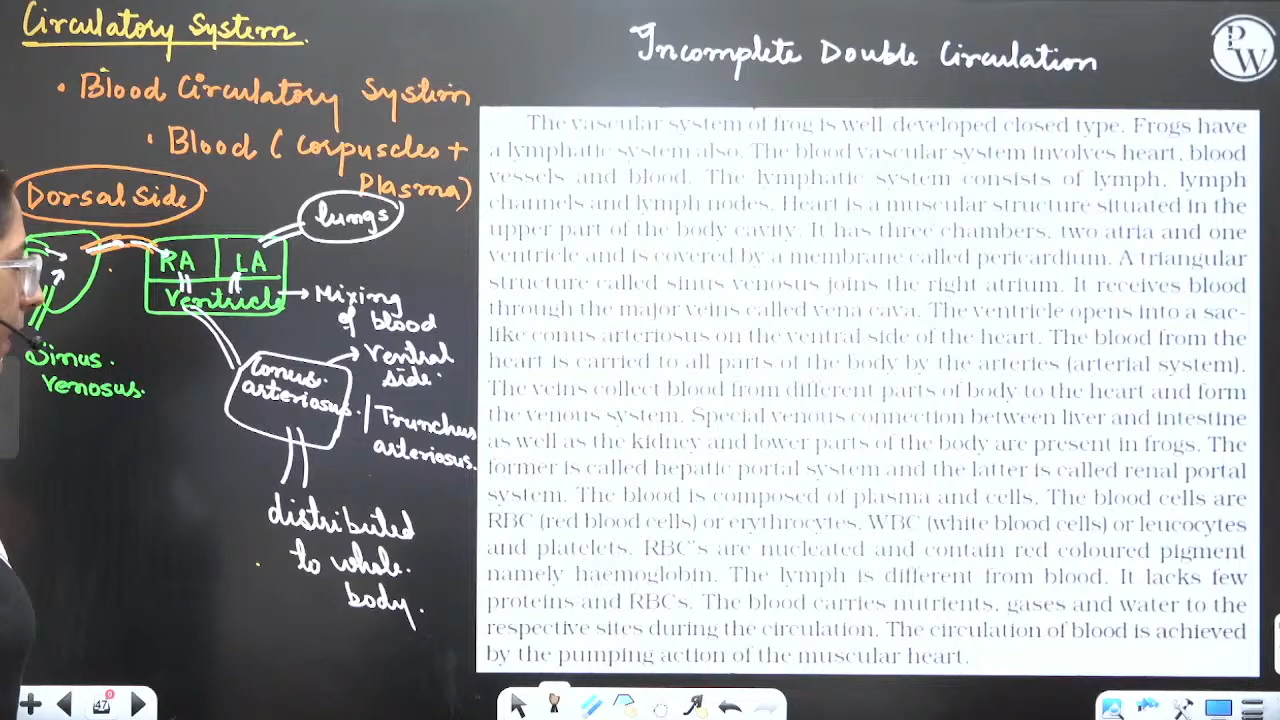 Circulatory System.
• Blood Circulatory System
• Blood (corpuscles +
Plasma)
Dorsal Side
lungs
RA
LA
Ventricle
Mixing
of blood
Sinus.
venosus.
Conus.
arteriosus.
Ventral
side.
Trunchus
arteriosus.
distributed
to whole.
body.
Incomplete Double Circulation
PW
The vascular system of frog is well-developed closed type. Frogs have
a lymphatic system also. The blood vascular system involves heart, blood
vessels and blood. The lymphatic system consists of lymph, lymph
channels and lymph nodes. Heart is a muscular structure situated in the
upper part of the body cavity. It has three chambers, two atria and one
ventricle and is covered by a membrane called pericardium. A triangular
structure called sinus venosus joins the right atrium. It receives blood
through the major veins called vena cava. The ventricle opens into a sac-
like conus arteriosus on the ventral side of the heart. The blood from the
heart is carried to all parts of the body by the arteries (arterial system).
The veins collect blood from different parts of body to the heart and form
the venous system. Special venous connection between liver and intestine
as well as the kidney and lower parts of the body are present in frogs. The
former is called hepatic portal system and the latter is called renal portal
system. The blood is composed of plasma and cells. The blood cells are
RBC (red blood cells) or erythrocytes, WBC (white blood cells) or leucocytes
and platelets. RBC's are nucleated and contain red coloured pigment
namely haemoglobin. The lymph is different from blood. It lacks few
proteins and RBCs. The blood carries nutrients, gases and water to the
respective sites during the circulation. The circulation of blood is achieved
by the pumping action of the muscular heart.
47